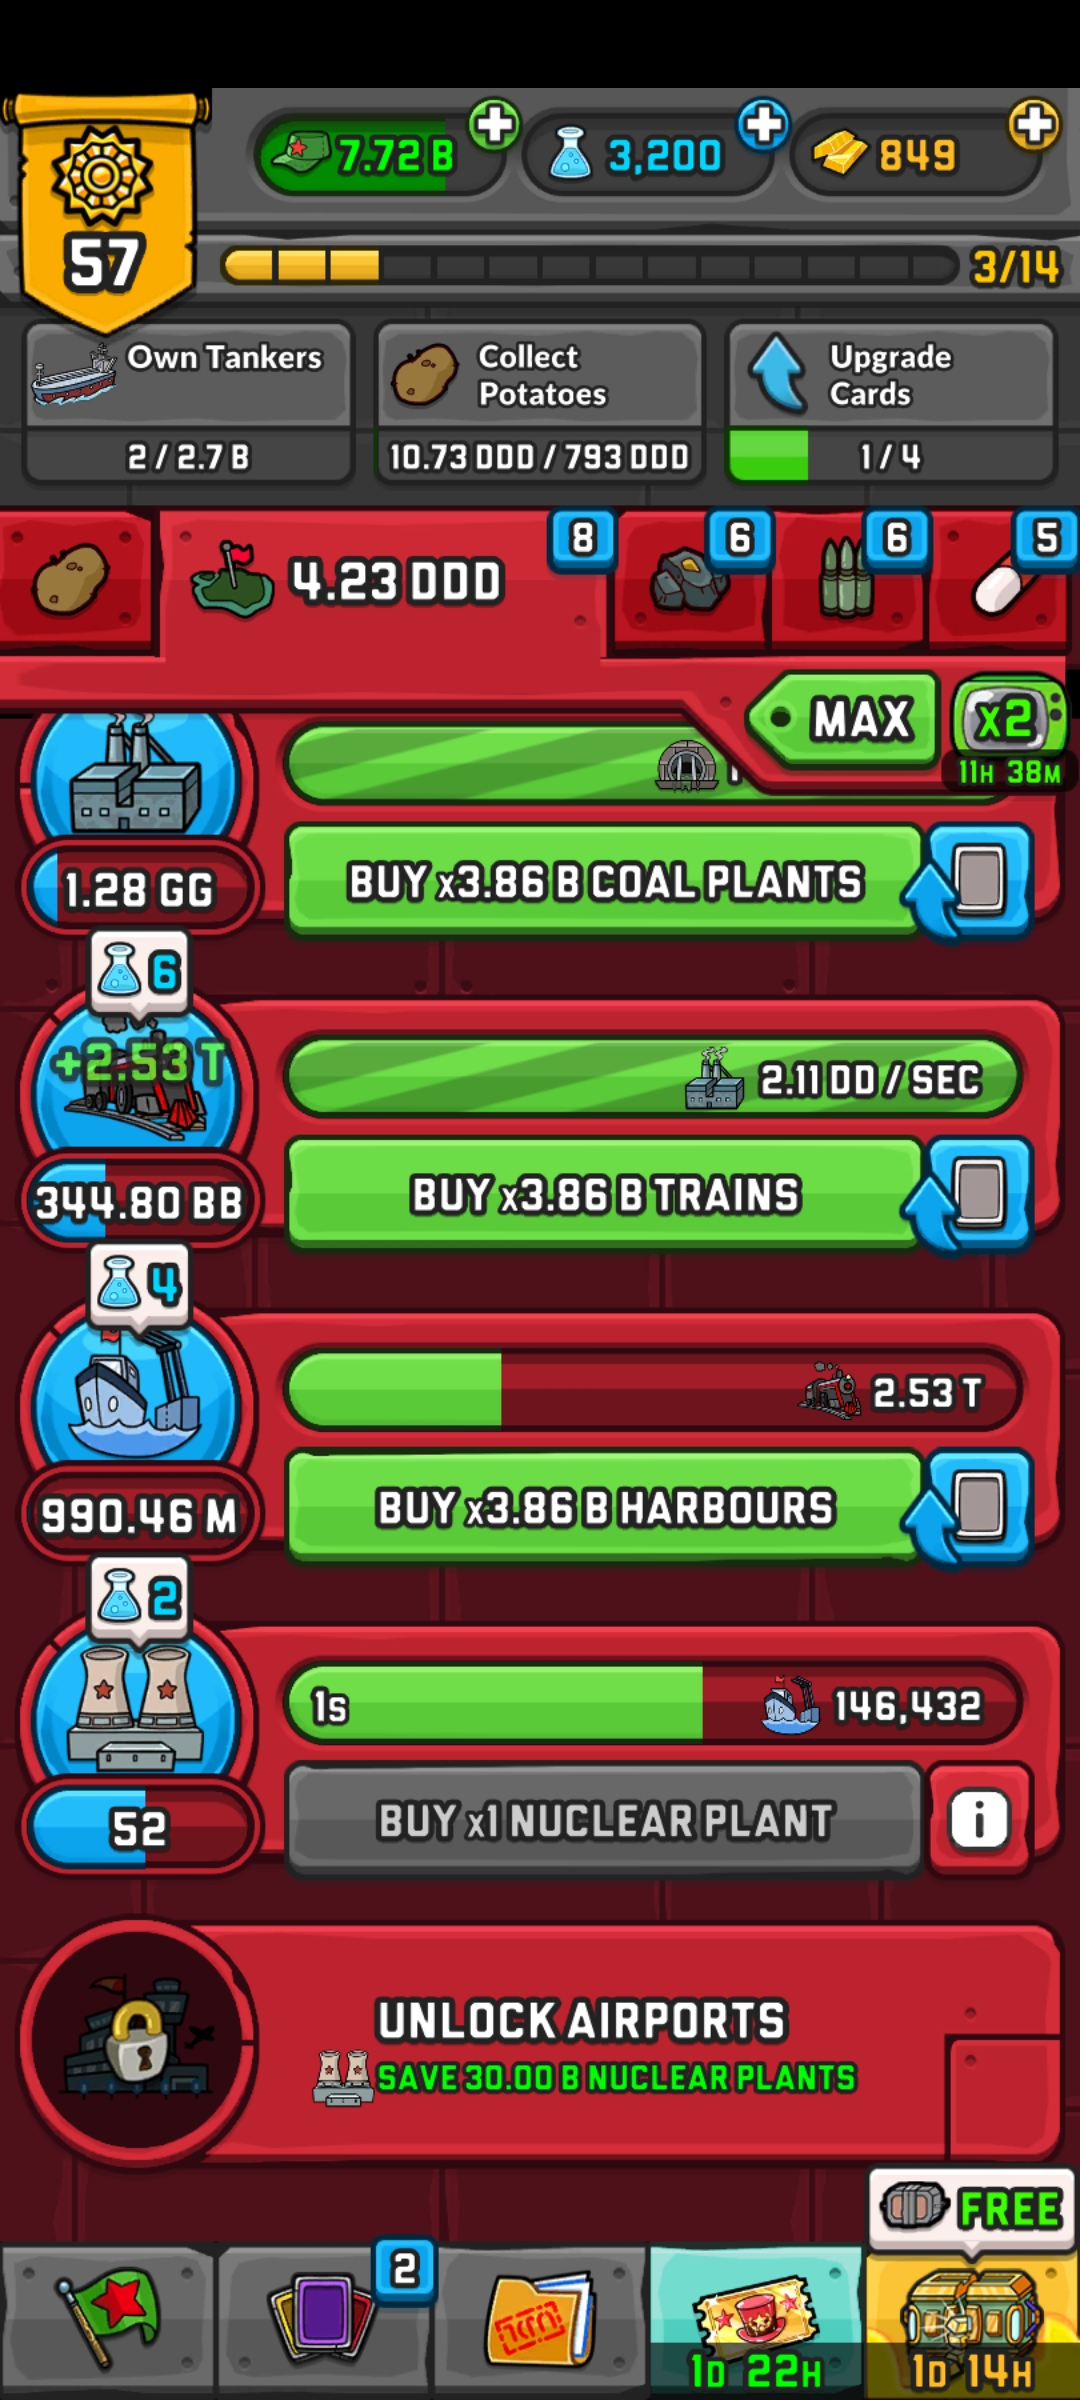 57
7.72 B
3,200
849
3/14
Own Tankers
2 / 2.7 B
Collect
Potatoes
10.73 DDD / 793 DDD
Upgrade
Cards
1 / 4
4.23 DDD
8
6
6
5
MAX
x2
11H 38M
1.28 GG
BUY x3.86 B COAL PLANTS
6
+2.53 T
2.11 DD / SEC
344.80 BB
BUY x3.86 B TRAINS
4
2.53 T
990.46 M
BUY x3.86 B HARBOURS
2
1s
146,432
52
BUY x1 NUCLEAR PLANT
i
UNLOCK AIRPORTS
SAVE 30.00 B NUCLEAR PLANTS
FREE
2
1D 22H
1D 14H